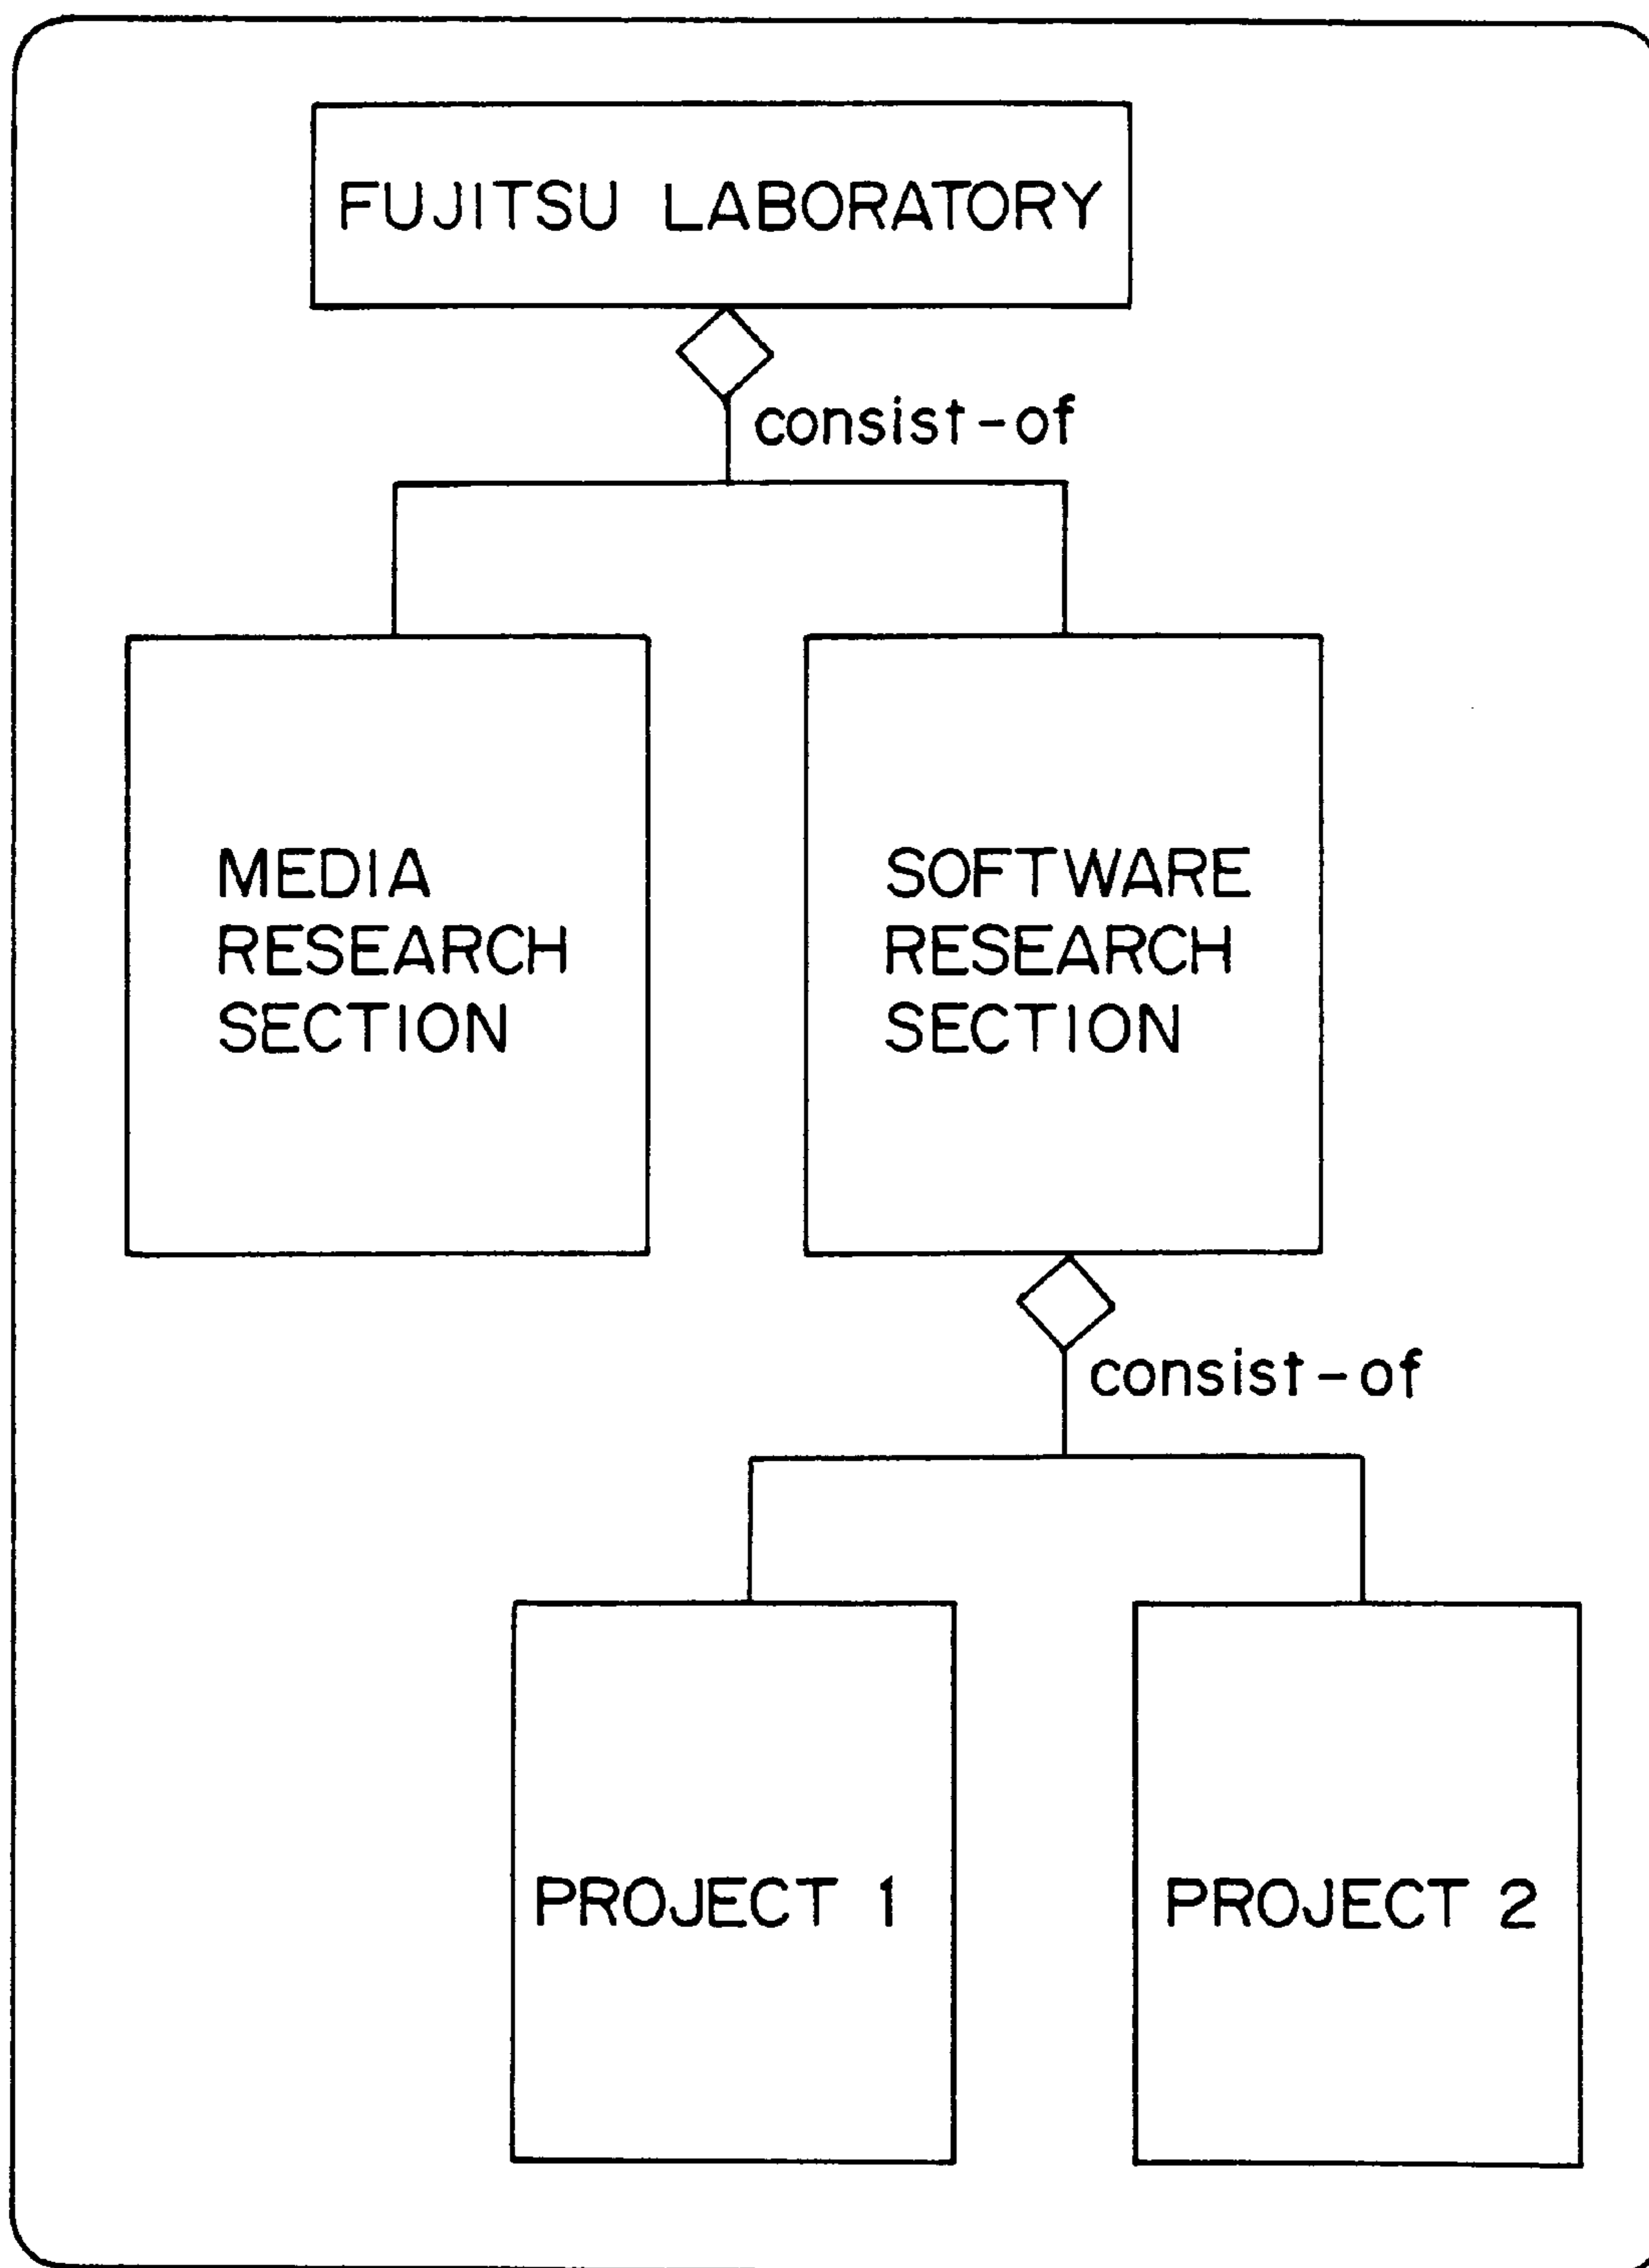 FUJITSU LABORATORY
consist-of
MEDIA
RESEARCH
SECTION
SOFTWARE
RESEARCH
SECTION
consist-of
PROJECT 1
PROJECT 2